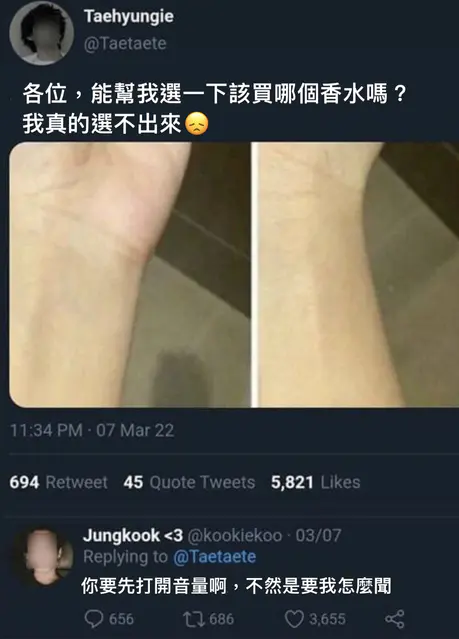 Taehyungie
@Taetaete
各位，能幫我選一下該買哪個香水嗎？
我真的選不出來😞
11:34 PM · 07 Mar 22
694 Retweet 45 Quote Tweets 5,821 Likes
Jungkook <3 @kookiekoo · 03/07
Replying to @Taetaete
你要先打開音量啊，不然是要我怎麼聞
656 686 3,655